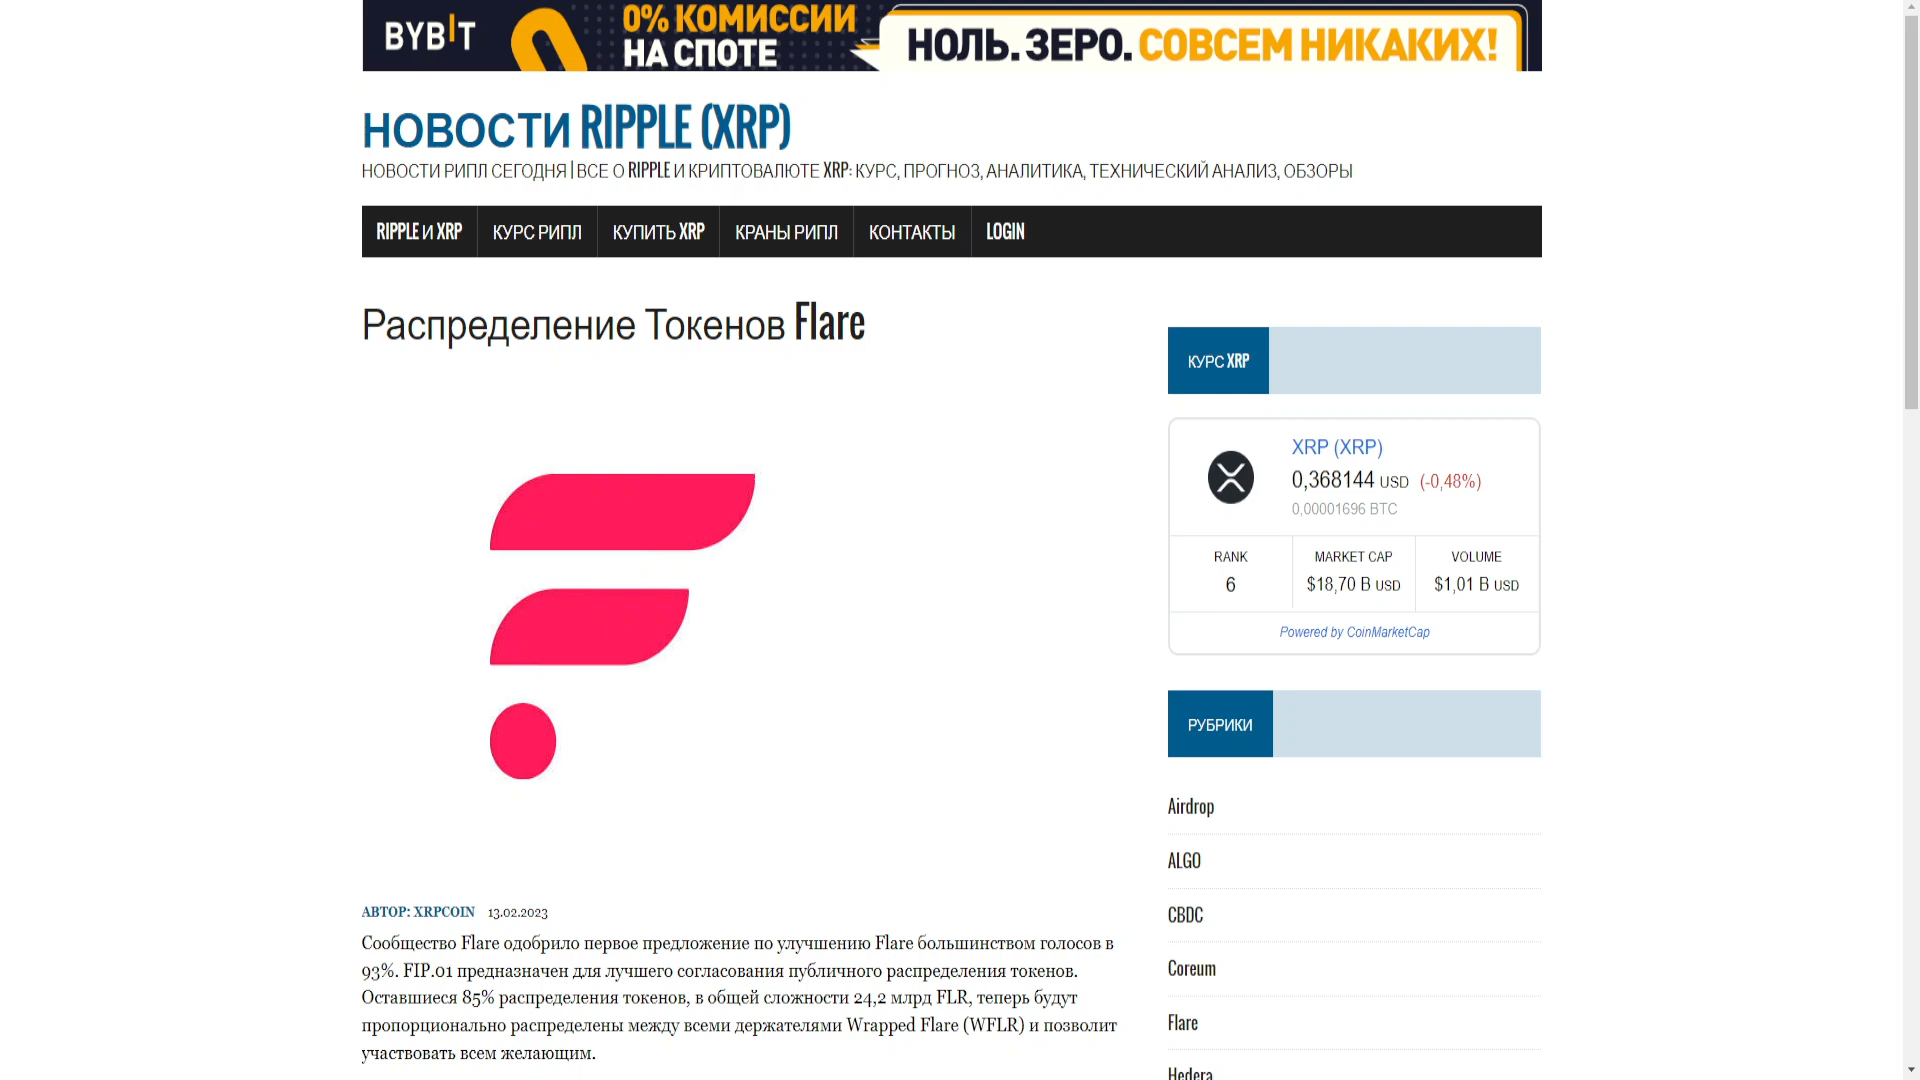 BYBIT
0% КОМИССИИ
НА СПОТЕ
НОЛЬ. ЗЕРО. СОВСЕМ НИКАКИХ!
НОВОСТИ RIPPLE (XRP)
НОВОСТИ РИПЛ СЕГОДНЯ | ВСЕ О RIPPLE И КРИПТОВАЛЮТЕ XRP: КУРС, ПРОГНОЗ, АНАЛИТИКА, ТЕХНИЧЕСКИЙ АНАЛИЗ, ОБЗОРЫ
RIPPLE И XRP КУРС РИПЛ КУПИТЬ XRP КРАНЫ РИПЛ КОНТАКТЫ LOGIN
Распределение Токенов Flare
АВТОР: XRPCOIN 13.02.2023
Сообщество Flare одобрило первое предложение по улучшению Flare большинством голосов в
93%. FIP.01 предназначен для лучшего согласования публичного распределения токенов.
Оставшиеся 85% распределения токенов, в общей сложности 24,2 млрд FLR, теперь будут
пропорционально распределены между всеми держателями Wrapped Flare (WFLR) и позволит
участвовать всем желающим.
КУРС XRP
XRP (XRP)
0,368144 USD (-0,48%)
0,00001696 BTC
RANK MARKET CAP VOLUME
6 $18,70 B USD $1,01 B USD
Powered by CoinMarketCap
РУБРИКИ
Airdrop
ALGO
CBDC
Coreum
Flare
Hedera